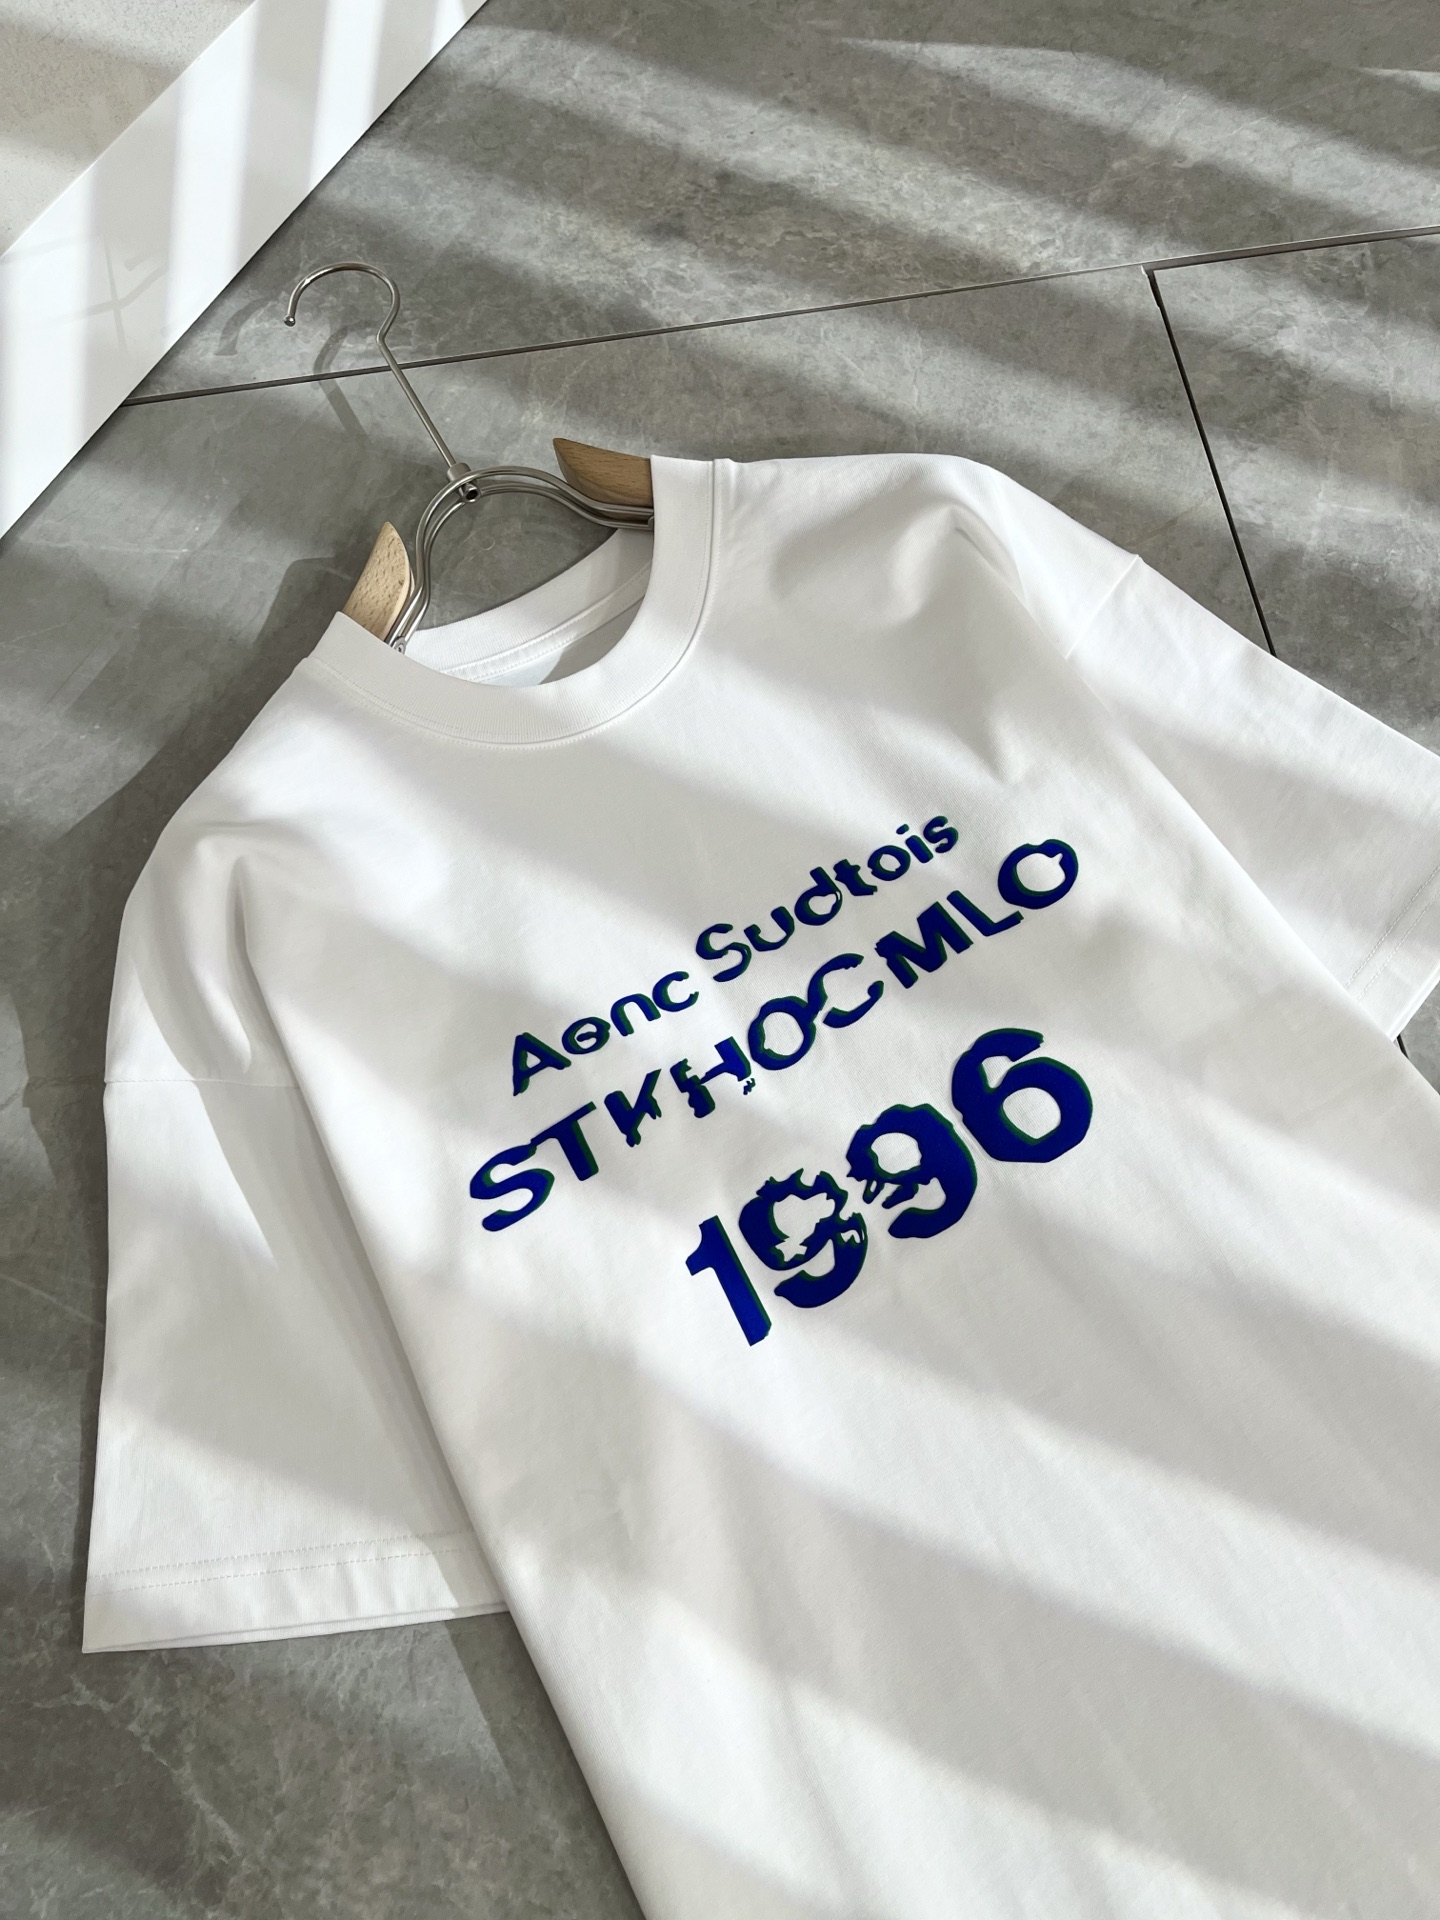 Aenc Sudtois
STKHOCMLO
1996